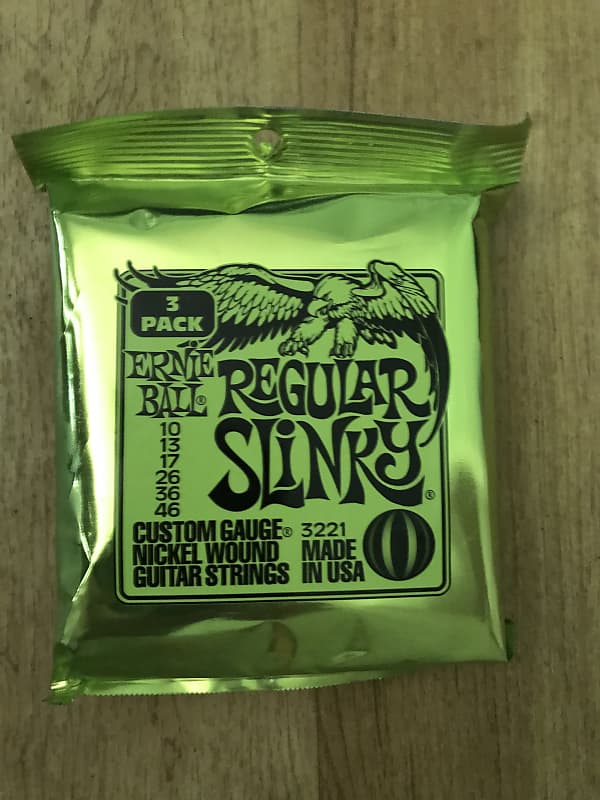 3
PACK
ERNIE
BALL®
REGULAR
SLINKY®
10
13
17
26
36
46
CUSTOM GAUGE®
NICKEL WOUND
GUITAR STRINGS
3221
MADE
IN USA